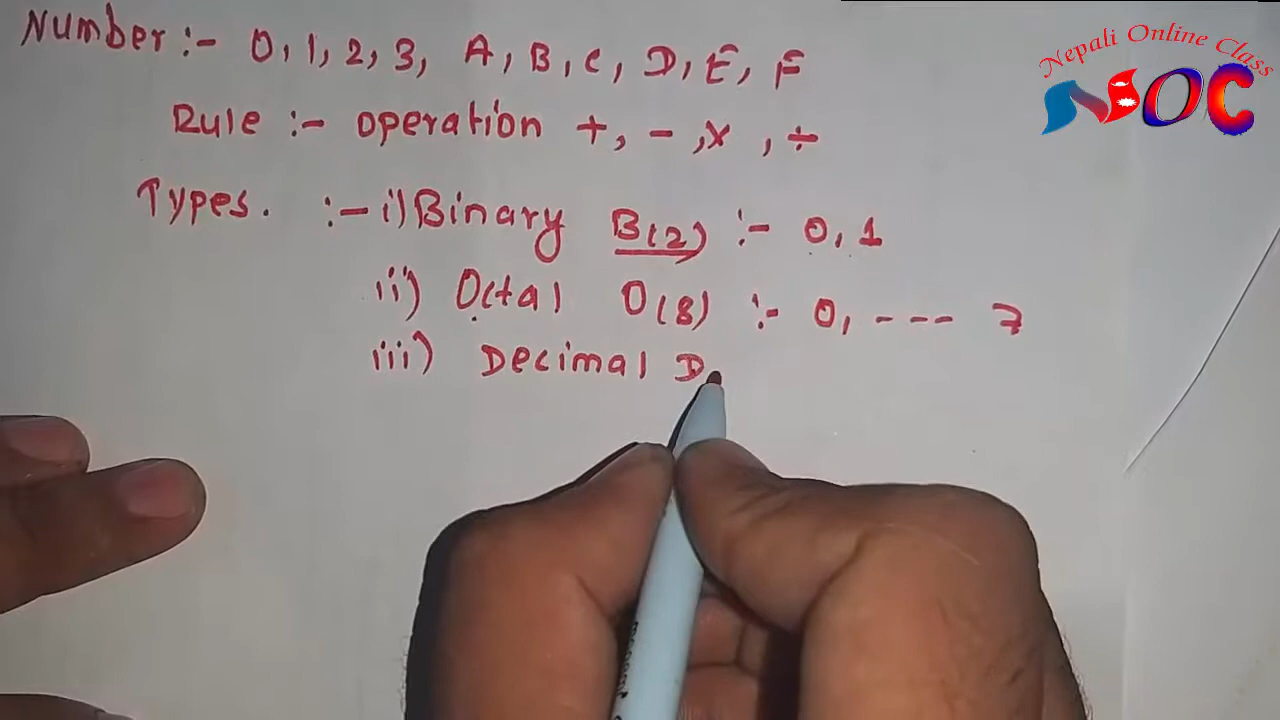 Number :- 0, 1, 2, 3, A, B, C, D, E, F
Rule :- operation +, -, x, ÷
Types. :- i) Binary B(2) :- 0, 1
ii) Octal O(8) :- 0, --- 7
iii) Decimal D
Nepali Online Class
NOC